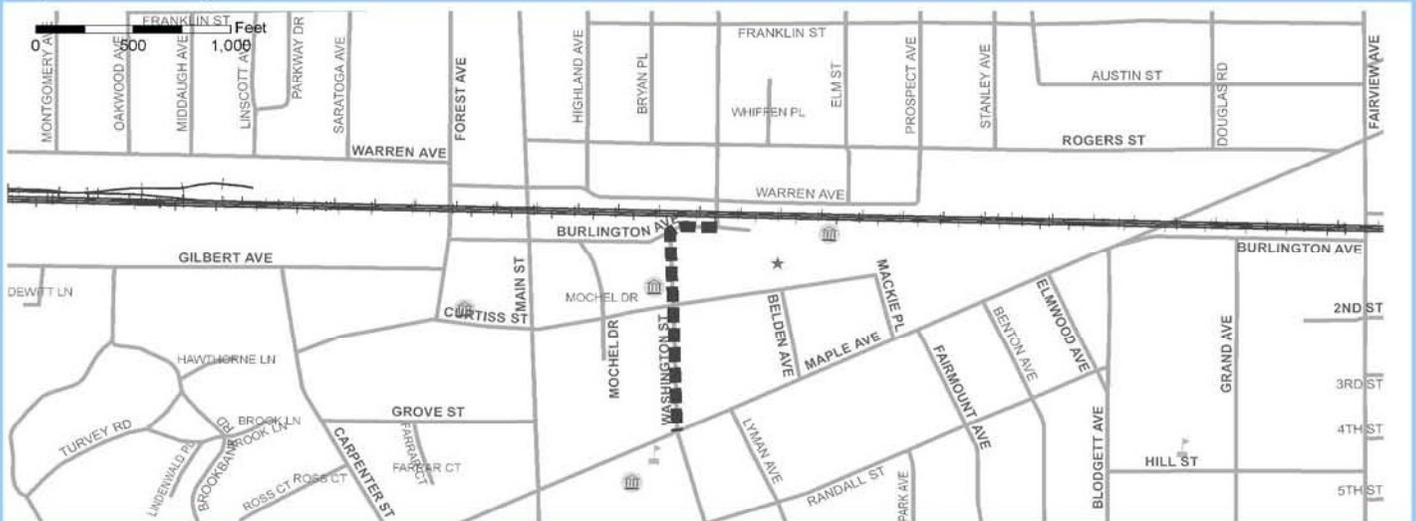 FRANKLIN ST
Feet
0 500 1,000
MONTGOMERY AVE
OAKWOOD AVE
MIDDAUGH AVE
LINSCOTT AVE
PARKWAY DR
SARATOGA AVE
FOREST AVE
HIGHLAND AVE
BRYAN PL
FRANKLIN ST
WHIFFEN PL
ELM ST
PROSPECT AVE
STANLEY AVE
AUSTIN ST
DOUGLAS RD
FAIRVIEW AVE
ROGERS ST
WARREN AVE
WARREN AVE
BURLINGTON AVE
BURLINGTON AVE
GILBERT AVE
DEWITT LN
MAIN ST
MOCHEL DR
CURTISS ST
MOCHEL DR
WASHINGTON ST
BELDEN AVE
MACKIE PL
MAPLE AVE
ELMWOOD AVE
BENTON AVE
FAIRMOUNT AVE
GRAND AVE
2ND ST
3RD ST
4TH ST
5TH ST
HAWTHORNE LN
TURVEY RD
BROOK LN
BROOK LN
BROOKBANK RD
LINDENWALD PL
ROSS CT
ROSS CT
GROVE ST
CARPENTER ST
FARRAR CT
FARRAR CT
LYMAN AVE
RANDALL ST
PARK AVE
BLODGETT AVE
HILL ST